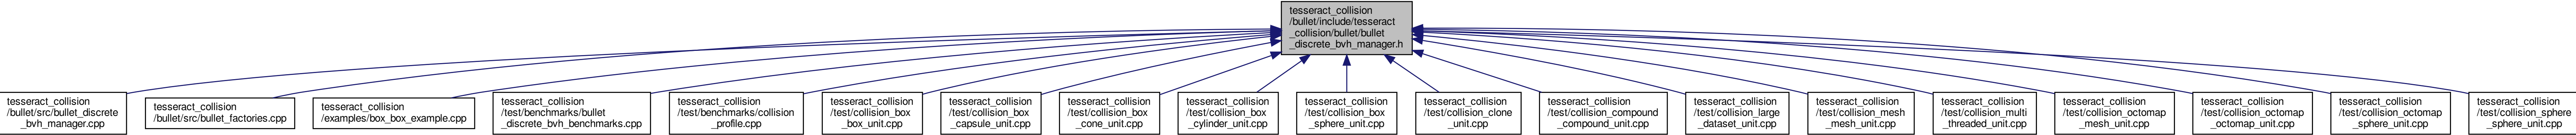 tesseract_collision
/bullet/include/tesseract
_collision/bullet/bullet
_discrete_bvh_manager.h
tesseract_collision
/bullet/src/bullet_discrete
_bvh_manager.cpp
tesseract_collision
/bullet/src/bullet_factories.cpp
tesseract_collision
/examples/box_box_example.cpp
tesseract_collision
/test/benchmarks/bullet
_discrete_bvh_benchmarks.cpp
tesseract_collision
/test/benchmarks/collision
_profile.cpp
tesseract_collision
/test/collision_box
_box_unit.cpp
tesseract_collision
/test/collision_box
_capsule_unit.cpp
tesseract_collision
/test/collision_box
_cone_unit.cpp
tesseract_collision
/test/collision_box
_cylinder_unit.cpp
tesseract_collision
/test/collision_box
_sphere_unit.cpp
tesseract_collision
/test/collision_clone
_unit.cpp
tesseract_collision
/test/collision_compound
_compound_unit.cpp
tesseract_collision
/test/collision_large
_dataset_unit.cpp
tesseract_collision
/test/collision_mesh
_mesh_unit.cpp
tesseract_collision
/test/collision_multi
_threaded_unit.cpp
tesseract_collision
/test/collision_octomap
_mesh_unit.cpp
tesseract_collision
/test/collision_octomap
_octomap_unit.cpp
tesseract_collision
/test/collision_octomap
_sphere_unit.cpp
tesseract_collision
/test/collision_sphere
_sphere_unit.cpp